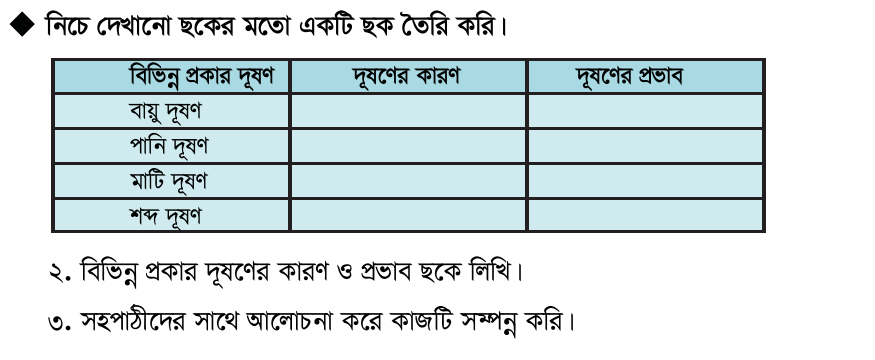 ◆ নিচে দেখানো ছকের মতো একটি ছক তৈরি করি।
বিভিন্ন প্রকার দূষণ দূষণের কারণ দূষণের প্রভাব
বায়ু দূষণ
পানি দূষণ
মাটি দূষণ
শব্দ দূষণ
২. বিভিন্ন প্রকার দূষণের কারণ ও প্রভাব ছকে লিখি।
৩. সহপাঠীদের সাথে আলোচনা করে কাজটি সম্পন্ন করি।